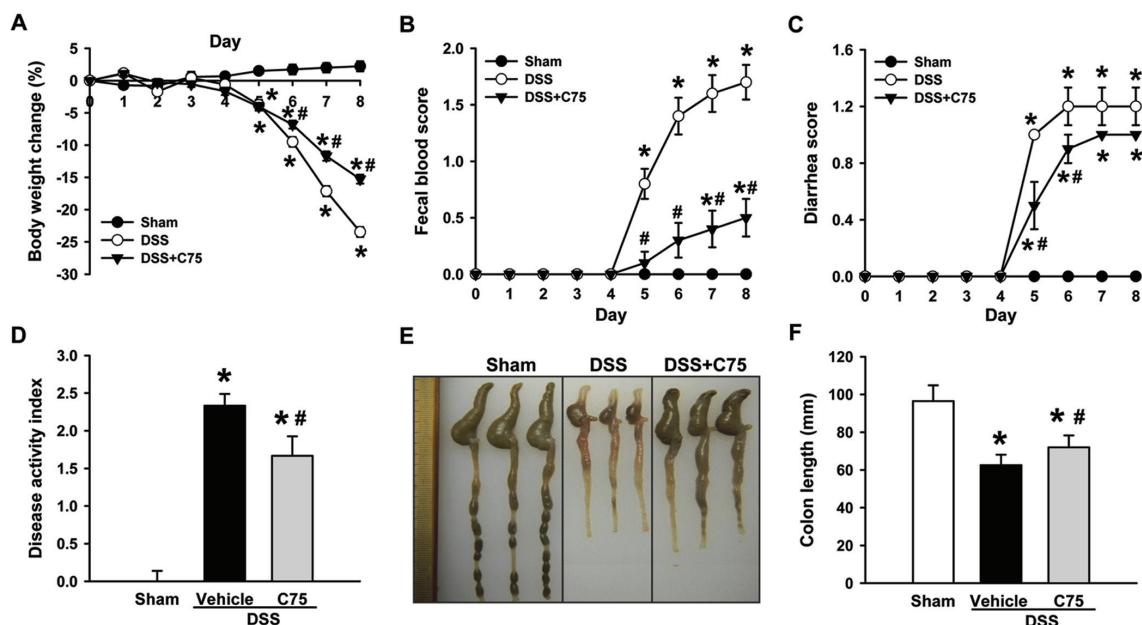 A
Day
Body weight change (%)
5
0
-5
-10
-15
-20
-25
-30
0 1 2 3 4 5 6 7 8
* *# *# *#
* * * *
Sham
DSS
DSS+C75
B
Fecal blood score
2.0
1.5
1.0
0.5
0.0
Sham
DSS
DSS+C75
* * * *
# # *# *#
0 1 2 3 4 5 6 7 8
Day
C
Diarrhea score
1.6
1.2
0.8
0.4
0.0
Sham
DSS
DSS+C75
* * * *
*# *# * *
0 1 2 3 4 5 6 7 8
Day
D
Disease activity index
3.0
2.5
2.0
1.5
1.0
0.5
0.0
* * #
Sham Vehicle C75
DSS
E
Sham DSS DSS+C75
F
Colon length (mm)
120
100
80
60
40
20
0
* * #
Sham Vehicle C75
DSS